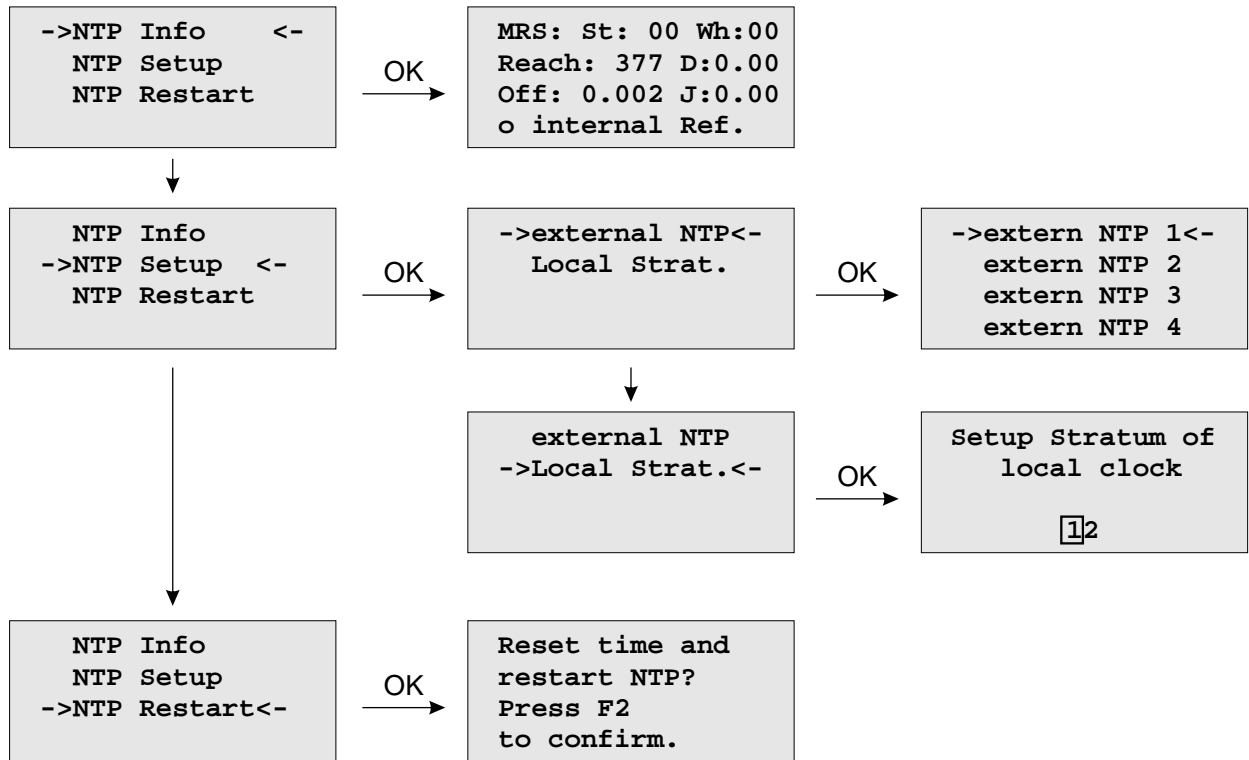 ->NTP Info <-
NTP Setup
NTP Restart
OK
MRS: St: 00 Wh:00
Reach: 377 D:0.00
Off: 0.002 J:0.00
o internal Ref.
NTP Info
->NTP Setup <-
NTP Restart
OK
->external NTP<-
Local Strat.
OK
->extern NTP 1<-
extern NTP 2
extern NTP 3
extern NTP 4
external NTP
->Local Strat.<-
OK
Setup Stratum of
local clock
12
NTP Info
NTP Setup
->NTP Restart<-
OK
Reset time and
restart NTP?
Press F2
to confirm.